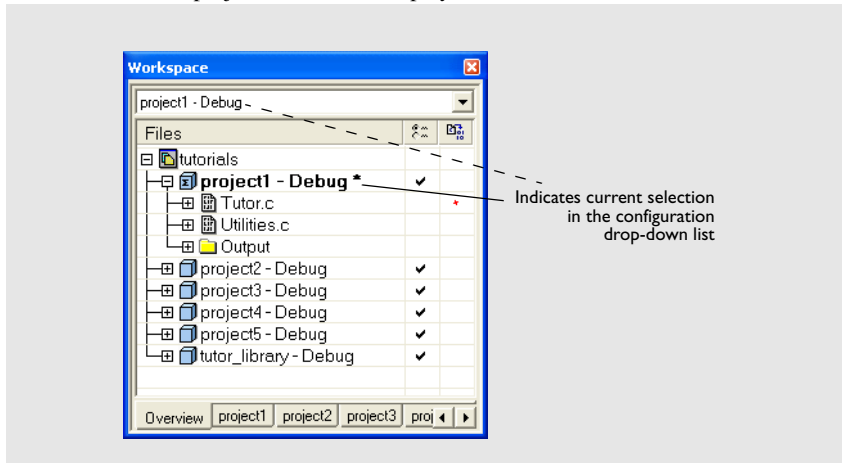 Workspace
project1 - Debug
Files
tutorials
project1 - Debug *
Tutor.c
Utilities.c
Output
project2 - Debug
project3 - Debug
project4 - Debug
project5 - Debug
tutor_library - Debug
Overview project1 project2 project3 proj
Indicates current selection
in the configuration
drop-down list